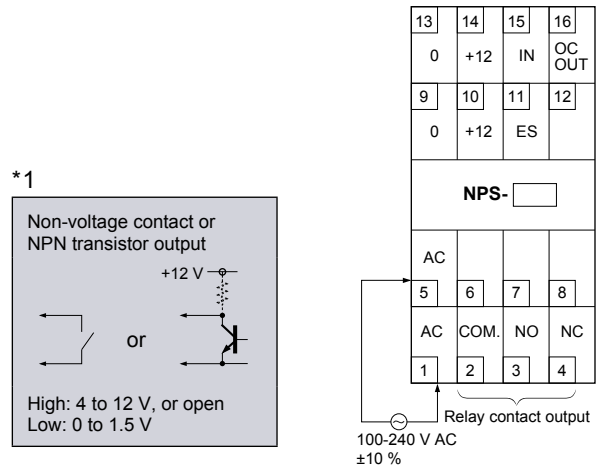 13 14 15 16
0 +12 IN OC OUT
9 10 11 12
0 +12 ES
NPS-
AC
5 6 7 8
AC COM. NO NC
1 2 3 4
Relay contact output
100-240 V AC
±10 %
*1
Non-voltage contact or
NPN transistor output
+12 V
or
High: 4 to 12 V, or open
Low: 0 to 1.5 V